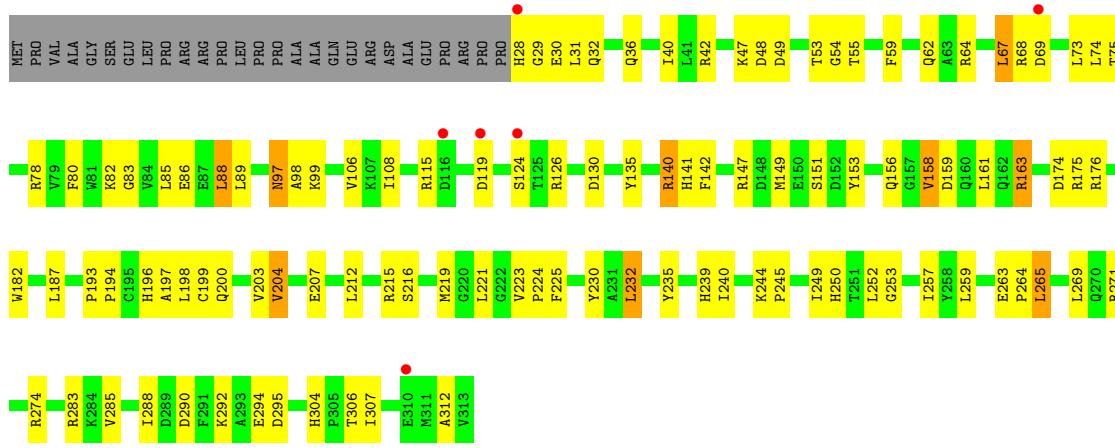 MET PRO VAL ALA GLY SER GLU LEU PRO ARG ARG PRO LEU PRO PRO ALA ALA GLN GLU ARG ASP ALA GLU PRO ARG PRO PRO H28 G29 E30 L31 Q32 Q36 I40 L41 R42 K47 D48 D49 T53 G54 T55 F59 Q62 A63 R64 L67 R68 D69 L73 L74 T75
R78 V79 F80 W81 K82 G83 V84 L85 E86 E87 L88 L89 N97 A98 K99 V106 K107 I108 R115 D116 D119 S124 T125 R126 D130 Y135 R140 H141 F142 R147 D148 M149 E150 S151 D152 Y153 Q156 G157 V158 D159 Q160 L161 Q162 R163 D174 R175 R176
W182 L187 P193 P194 C195 H196 A197 L198 C199 Q200 V203 V204 E207 L212 R215 S216 M219 G220 L221 G222 V223 P224 F225 Y230 A231 L232 Y235 H239 I240 K244 P245 I249 H250 T251 L252 G253 I257 Y258 L259 E263 P264 L265 L269 Q270
R274 R283 K284 V285 I288 D289 D290 F291 K292 A293 E294 D295 H304 P305 T306 I307 E310 M311 A312 V313